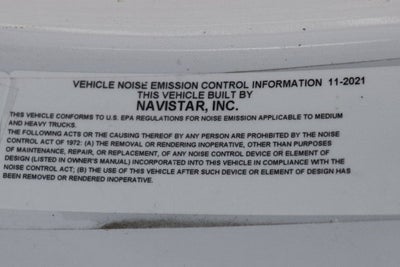 VEHICLE NOISE EMISSION CONTROL INFORMATION 11-2021
THIS VEHICLE BUILT BY
NAVISTAR, INC.
THIS VEHICLE CONFORMS TO U.S. EPA REGULATIONS FOR NOISE EMISSION APPLICABLE TO MEDIUM
AND HEAVY TRUCKS.
THE FOLLOWING ACTS OR THE CAUSING THEREOF BY ANY PERSON ARE PROHIBITED BY THE NOISE
CONTROL ACT OF 1972: (A) THE REMOVAL OR RENDERING INOPERATIVE, OTHER THAN PURPOSES
OF MAINTENANCE, REPAIR, OR REPLACEMENT, OF ANY NOISE CONTROL DEVICE OR ELEMENT OF
DESIGN (LISTED IN OWNER'S MANUAL) INCORPORATED INTO THIS VEHICLE IN COMPLIANCE WITH THE
NOISE CONTROL ACT; (B) THE USE OF THIS VEHICLE AFTER SUCH DEVICE OR ELEMENT OF DESIGN HAS
BEEN REMOVED OR RENDERED INOPERATIVE.